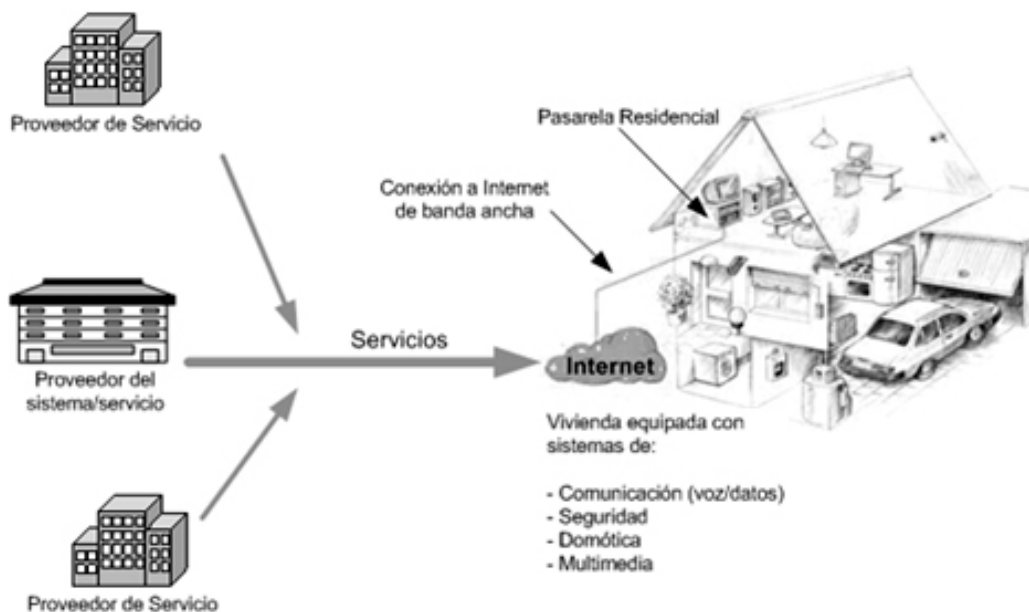 Proveedor de Servicio
Pasarela Residencial
Conexión a Internet
de banda ancha
Servicios
Internet
Proveedor del
sistema/servicio
Vivienda equipada con
sistemas de:
- Comunicación (voz/datos)
- Seguridad
- Domótica
- Multimedia
Proveedor de Servicio